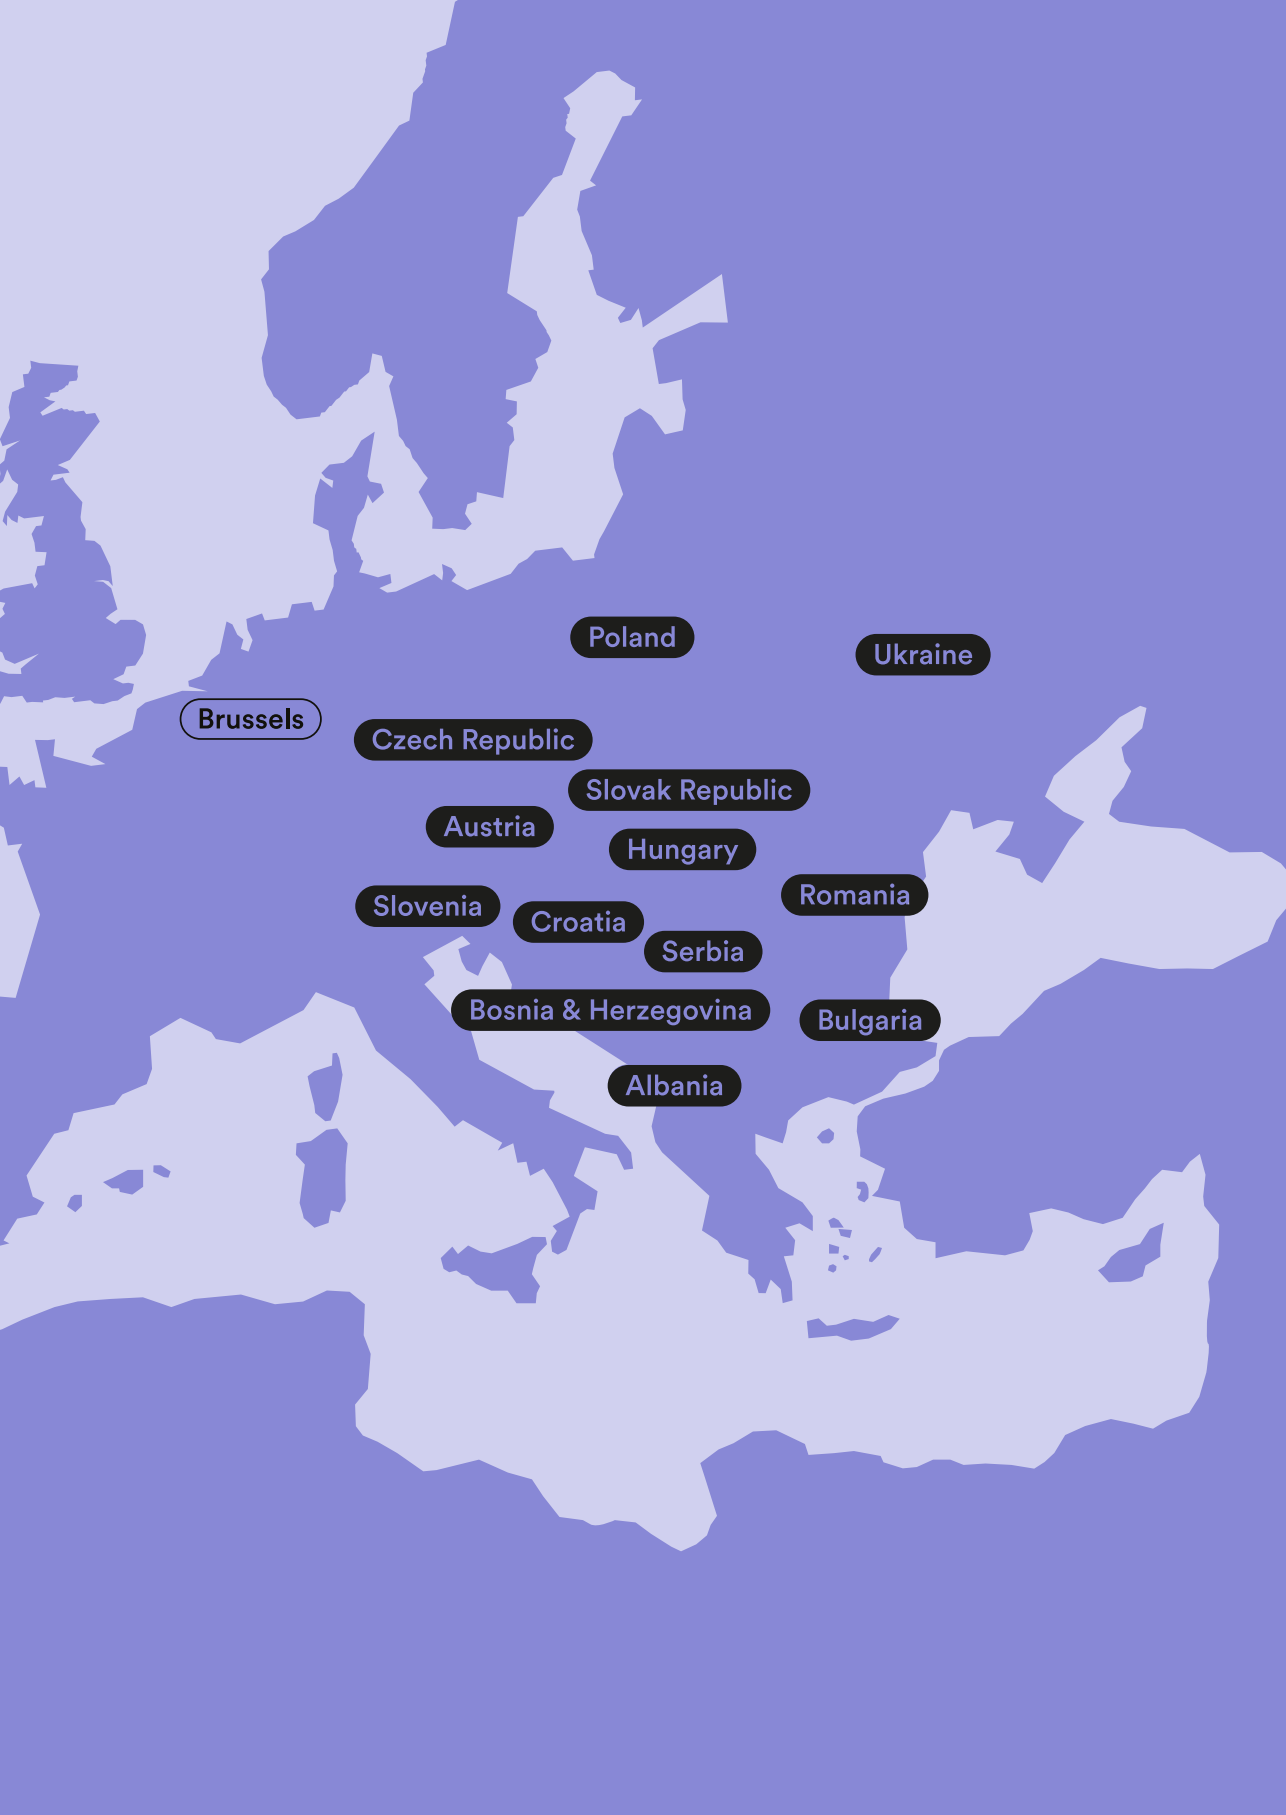 Poland
Ukraine
Brussels
Czech Republic
Slovak Republic
Austria
Hungary
Romania
Slovenia
Croatia
Serbia
Bosnia & Herzegovina
Bulgaria
Albania